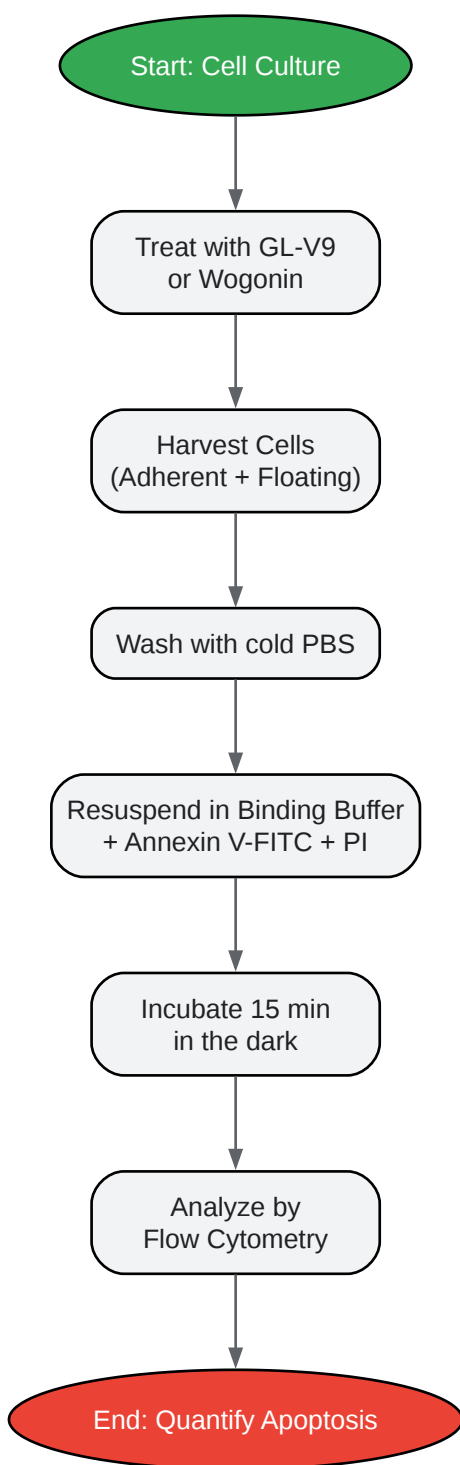 Start: Cell Culture
Treat with GL-V9
or Wogonin
Harvest Cells
(Adherent + Floating)
Wash with cold PBS
Resuspend in Binding Buffer
+ Annexin V-FITC + PI
Incubate 15 min
in the dark
Analyze by
Flow Cytometry
End: Quantify Apoptosis